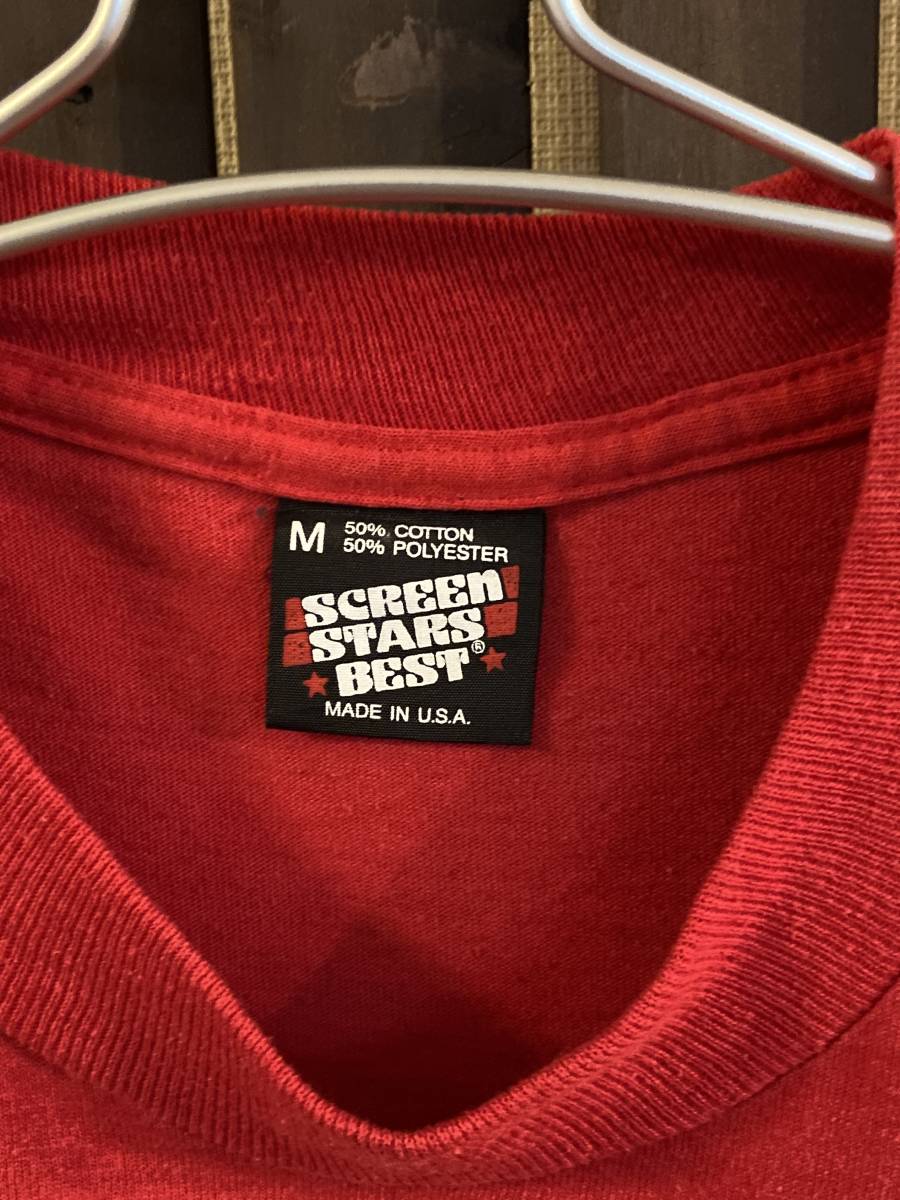 M 50% COTTON
50% POLYESTER
SCREEN
STARS
BEST®
MADE IN U.S.A.